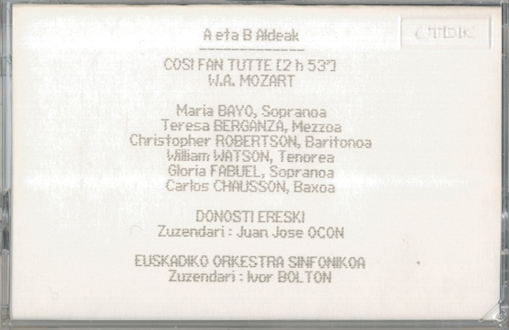 A eta B Aldeak
COSI FAN TUTTE [2 h 53"]
W.A. MOZART
Maria BAYO, Sopranoa
Teresa BERGANZA, Mezzoa
Christopher ROBERTSON, Baritonoa
William WATSON, Tenorea
Gloria FABUEL, Sopranoa
Carlos CHAUSSON, Baxoa
DONOSTI ERESKI
Zuzendari : Juan Jose OCON
EUSKADIKO ORKESTRA SINFONIKOA
Zuzendari : Ivor BOLTON
TDK